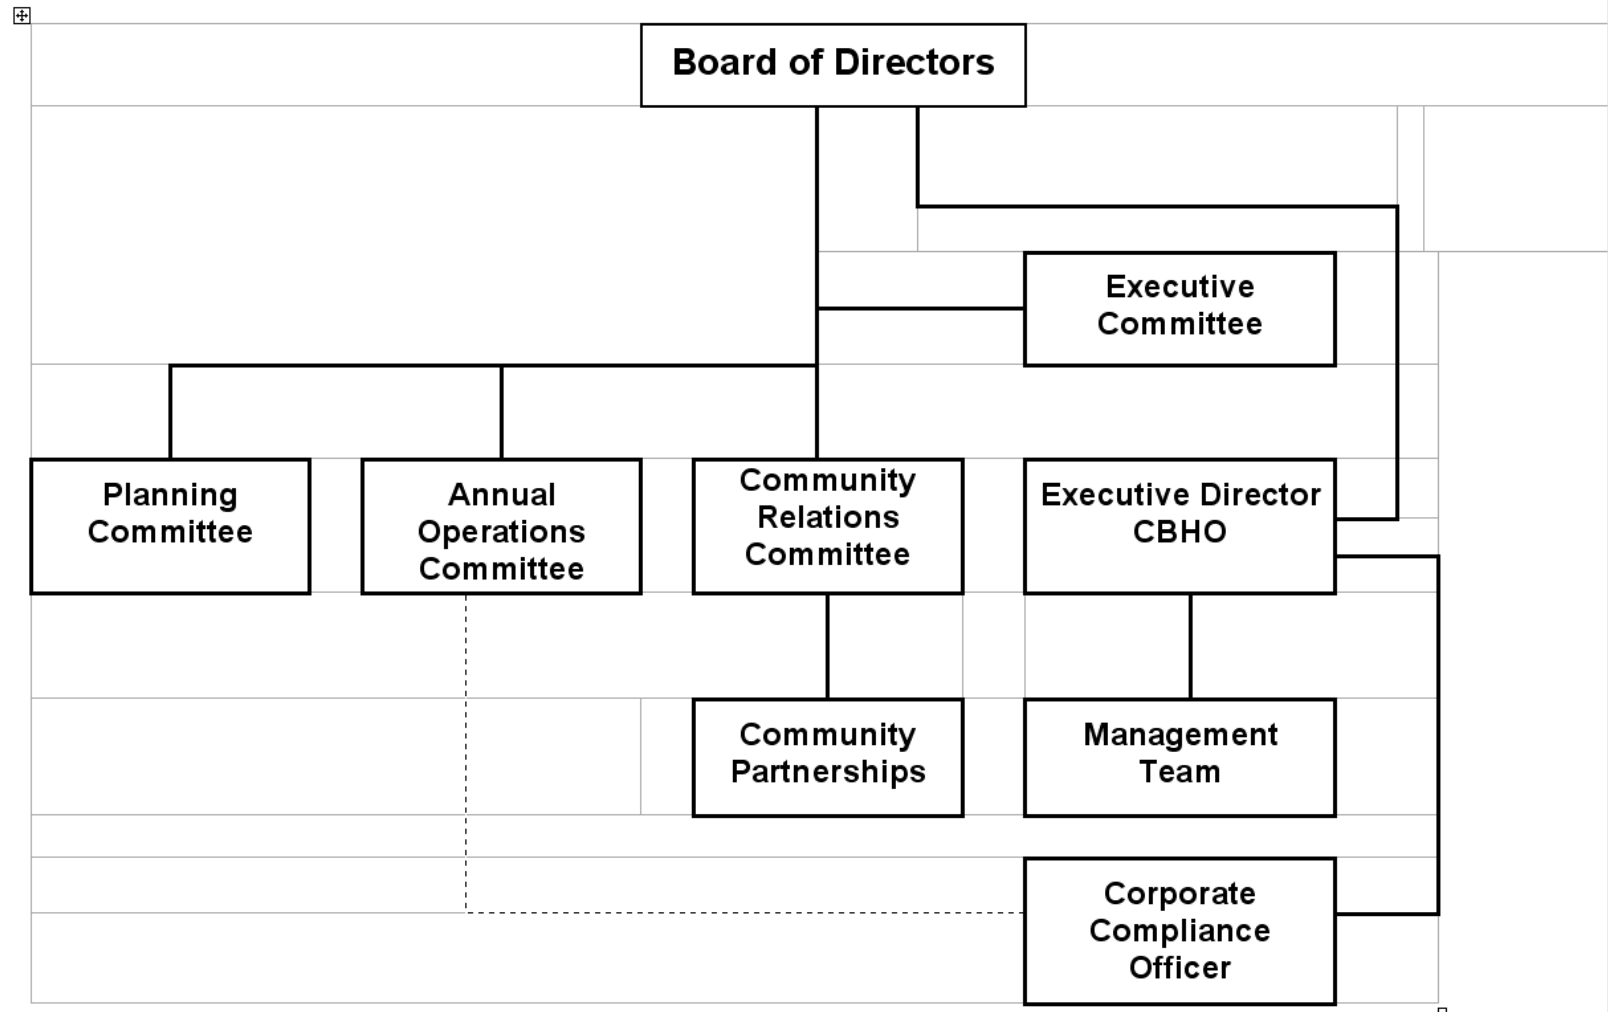 Board of Directors
Executive
Committee
Planning
Committee
Annual
Operations
Committee
Community
Relations
Committee
Executive Director
CBHO
Community
Partnerships
Management
Team
Corporate
Compliance
Officer